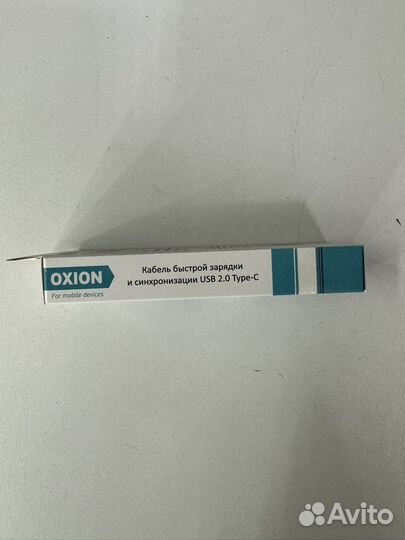 OXION
For mobile devices
Кабель быстрой зарядки
и синхронизации USB 2.0 Type-C
Avito